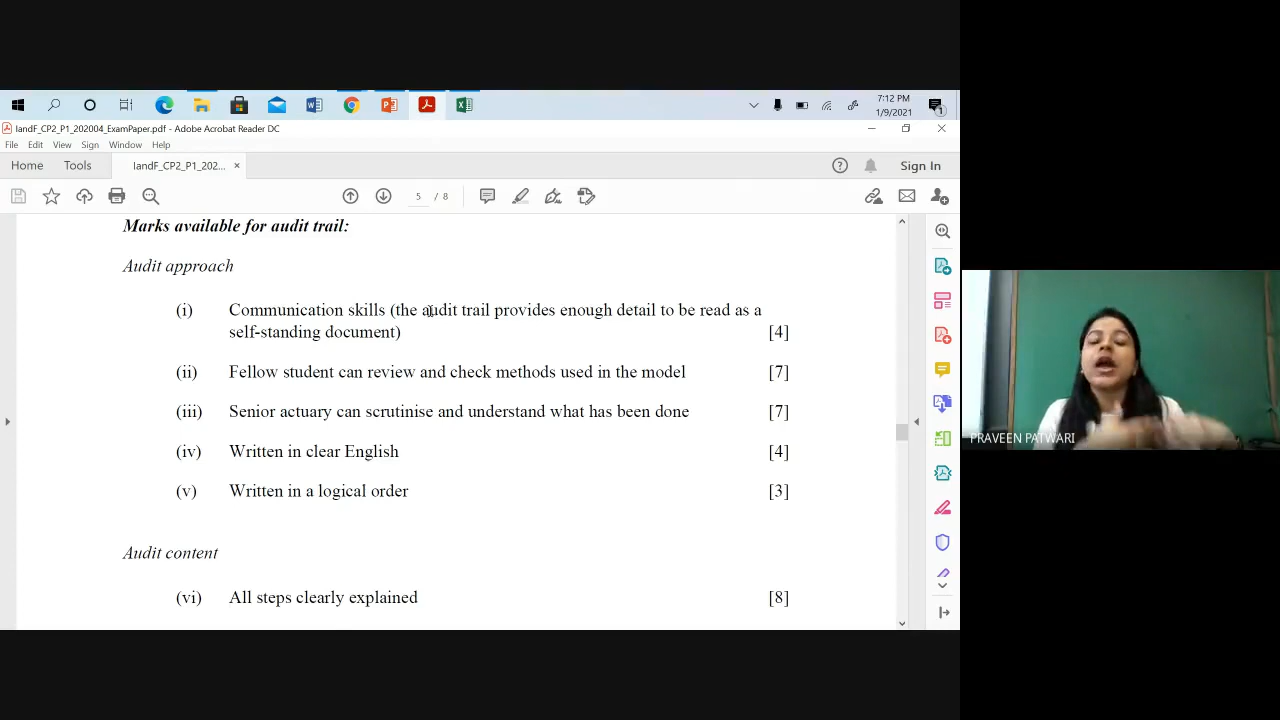 7:12 PM
1/9/2021
1
IandF_CP2_P1_202004_ExamPaper.pdf - Adobe Acrobat Reader DC
File Edit View Sign Window Help
Home Tools IandF_CP2_P1_202... × Sign In
5 / 8
Marks available for audit trail:
Audit approach
(i) Communication skills (the audit trail provides enough detail to be read as a
self-standing document) [4]
(ii) Fellow student can review and check methods used in the model [7]
(iii) Senior actuary can scrutinise and understand what has been done [7]
(iv) Written in clear English [4]
(v) Written in a logical order [3]
Audit content
(vi) All steps clearly explained [8]
PRAVEEN PATWARI